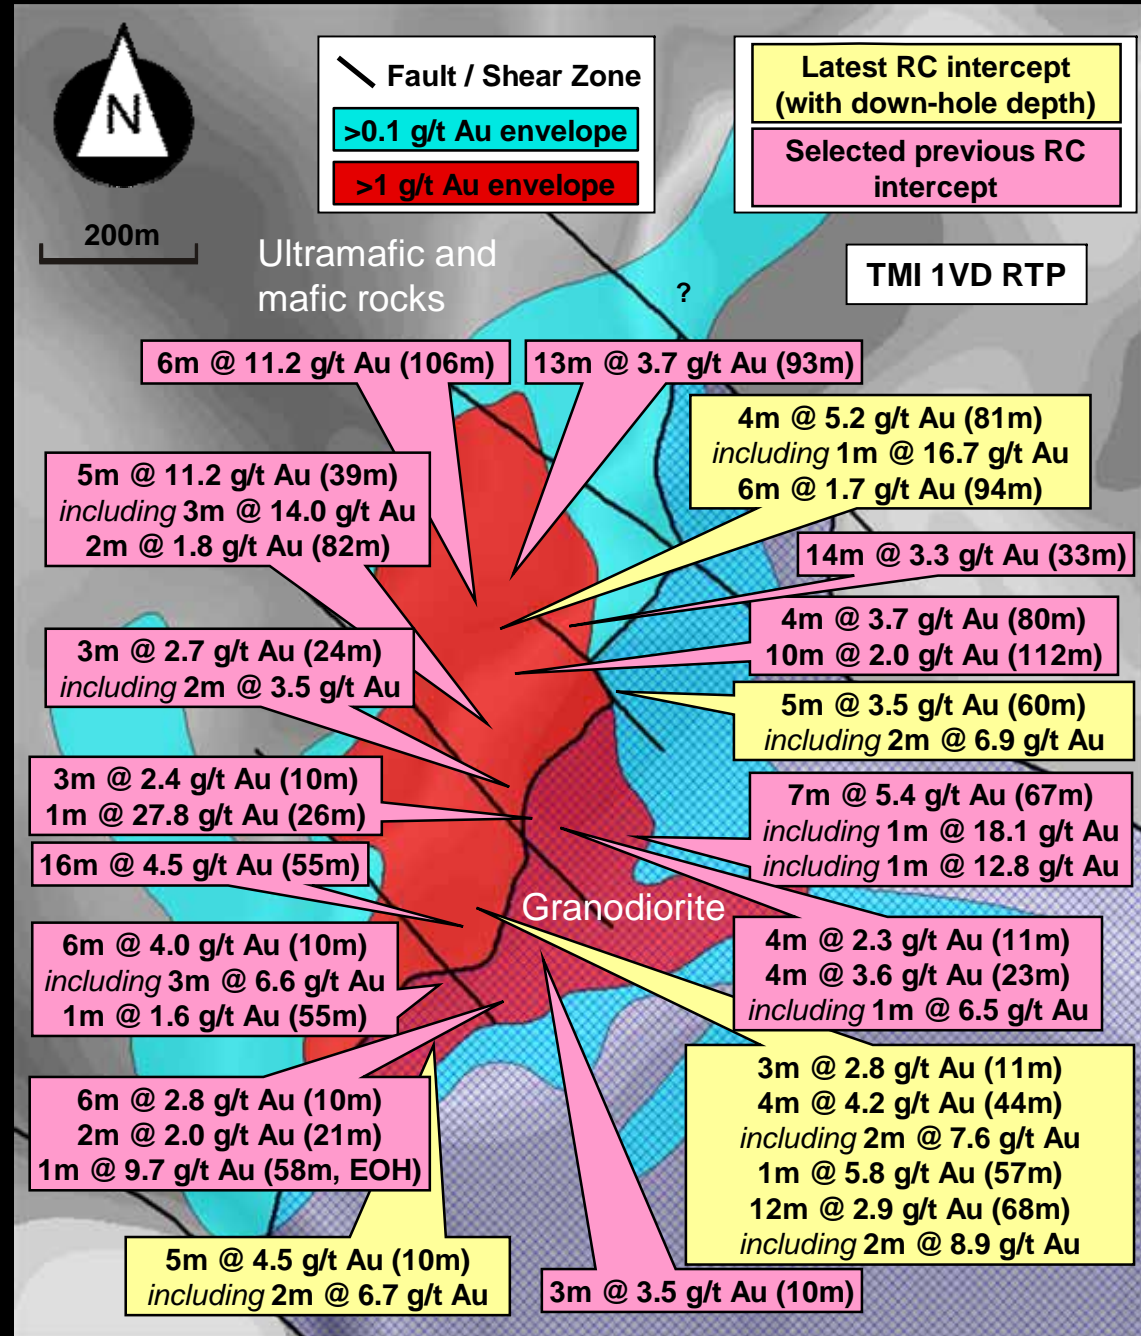 N
200m
Fault / Shear Zone
>0.1 g/t Au envelope
>1 g/t Au envelope
Latest RC intercept
(with down-hole depth)
Selected previous RC
intercept
TMI 1VD RTP
Ultramafic and
mafic rocks
?
6m @ 11.2 g/t Au (106m)
13m @ 3.7 g/t Au (93m)
4m @ 5.2 g/t Au (81m)
including 1m @ 16.7 g/t Au
6m @ 1.7 g/t Au (94m)
5m @ 11.2 g/t Au (39m)
including 3m @ 14.0 g/t Au
2m @ 1.8 g/t Au (82m)
14m @ 3.3 g/t Au (33m)
4m @ 3.7 g/t Au (80m)
10m @ 2.0 g/t Au (112m)
3m @ 2.7 g/t Au (24m)
including 2m @ 3.5 g/t Au
5m @ 3.5 g/t Au (60m)
including 2m @ 6.9 g/t Au
3m @ 2.4 g/t Au (10m)
1m @ 27.8 g/t Au (26m)
7m @ 5.4 g/t Au (67m)
including 1m @ 18.1 g/t Au
including 1m @ 12.8 g/t Au
16m @ 4.5 g/t Au (55m)
Granodiorite
6m @ 4.0 g/t Au (10m)
including 3m @ 6.6 g/t Au
1m @ 1.6 g/t Au (55m)
4m @ 2.3 g/t Au (11m)
4m @ 3.6 g/t Au (23m)
including 1m @ 6.5 g/t Au
6m @ 2.8 g/t Au (10m)
2m @ 2.0 g/t Au (21m)
1m @ 9.7 g/t Au (58m, EOH)
3m @ 2.8 g/t Au (11m)
4m @ 4.2 g/t Au (44m)
including 2m @ 7.6 g/t Au
1m @ 5.8 g/t Au (57m)
12m @ 2.9 g/t Au (68m)
including 2m @ 8.9 g/t Au
5m @ 4.5 g/t Au (10m)
including 2m @ 6.7 g/t Au
3m @ 3.5 g/t Au (10m)